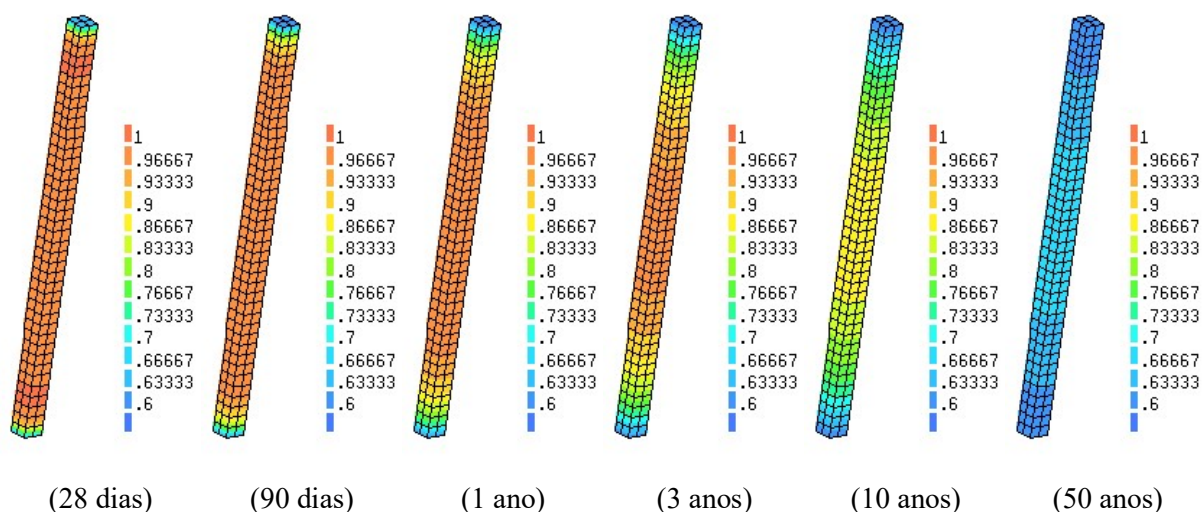 1 1 1 1 1 1
.96667 .96667 .96667 .96667 .96667 .96667
.93333 .93333 .93333 .93333 .93333 .93333
.9 .9 .9 .9 .9 .9
.86667 .86667 .86667 .86667 .86667 .86667
.83333 .83333 .83333 .83333 .83333 .83333
.8 .8 .8 .8 .8 .8
.76667 .76667 .76667 .76667 .76667 .76667
.73333 .73333 .73333 .73333 .73333 .73333
.7 .7 .7 .7 .7 .7
.66667 .66667 .66667 .66667 .66667 .66667
.63333 .63333 .63333 .63333 .63333 .63333
.6 .6 .6 .6 .6 .6
(28 dias) (90 dias) (1 ano) (3 anos) (10 anos) (50 anos)